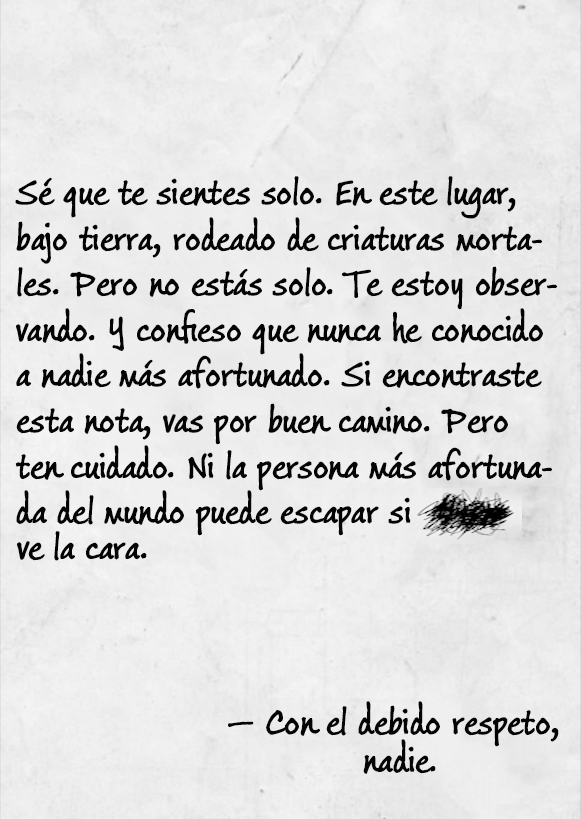 Sé que te sientes solo. En este lugar,
bajo tierra, rodeado de criaturas morta-
les. Pero no estás solo. Te estoy obser-
vando. Y confieso que nunca he conocido
a nadie más afortunado. Si encontraste
esta nota, vas por buen camino. Pero
ten cuidado. Ni la persona más afortuna-
da del mundo puede escapar si
ve la cara.
— Con el debido respeto,
nadie.